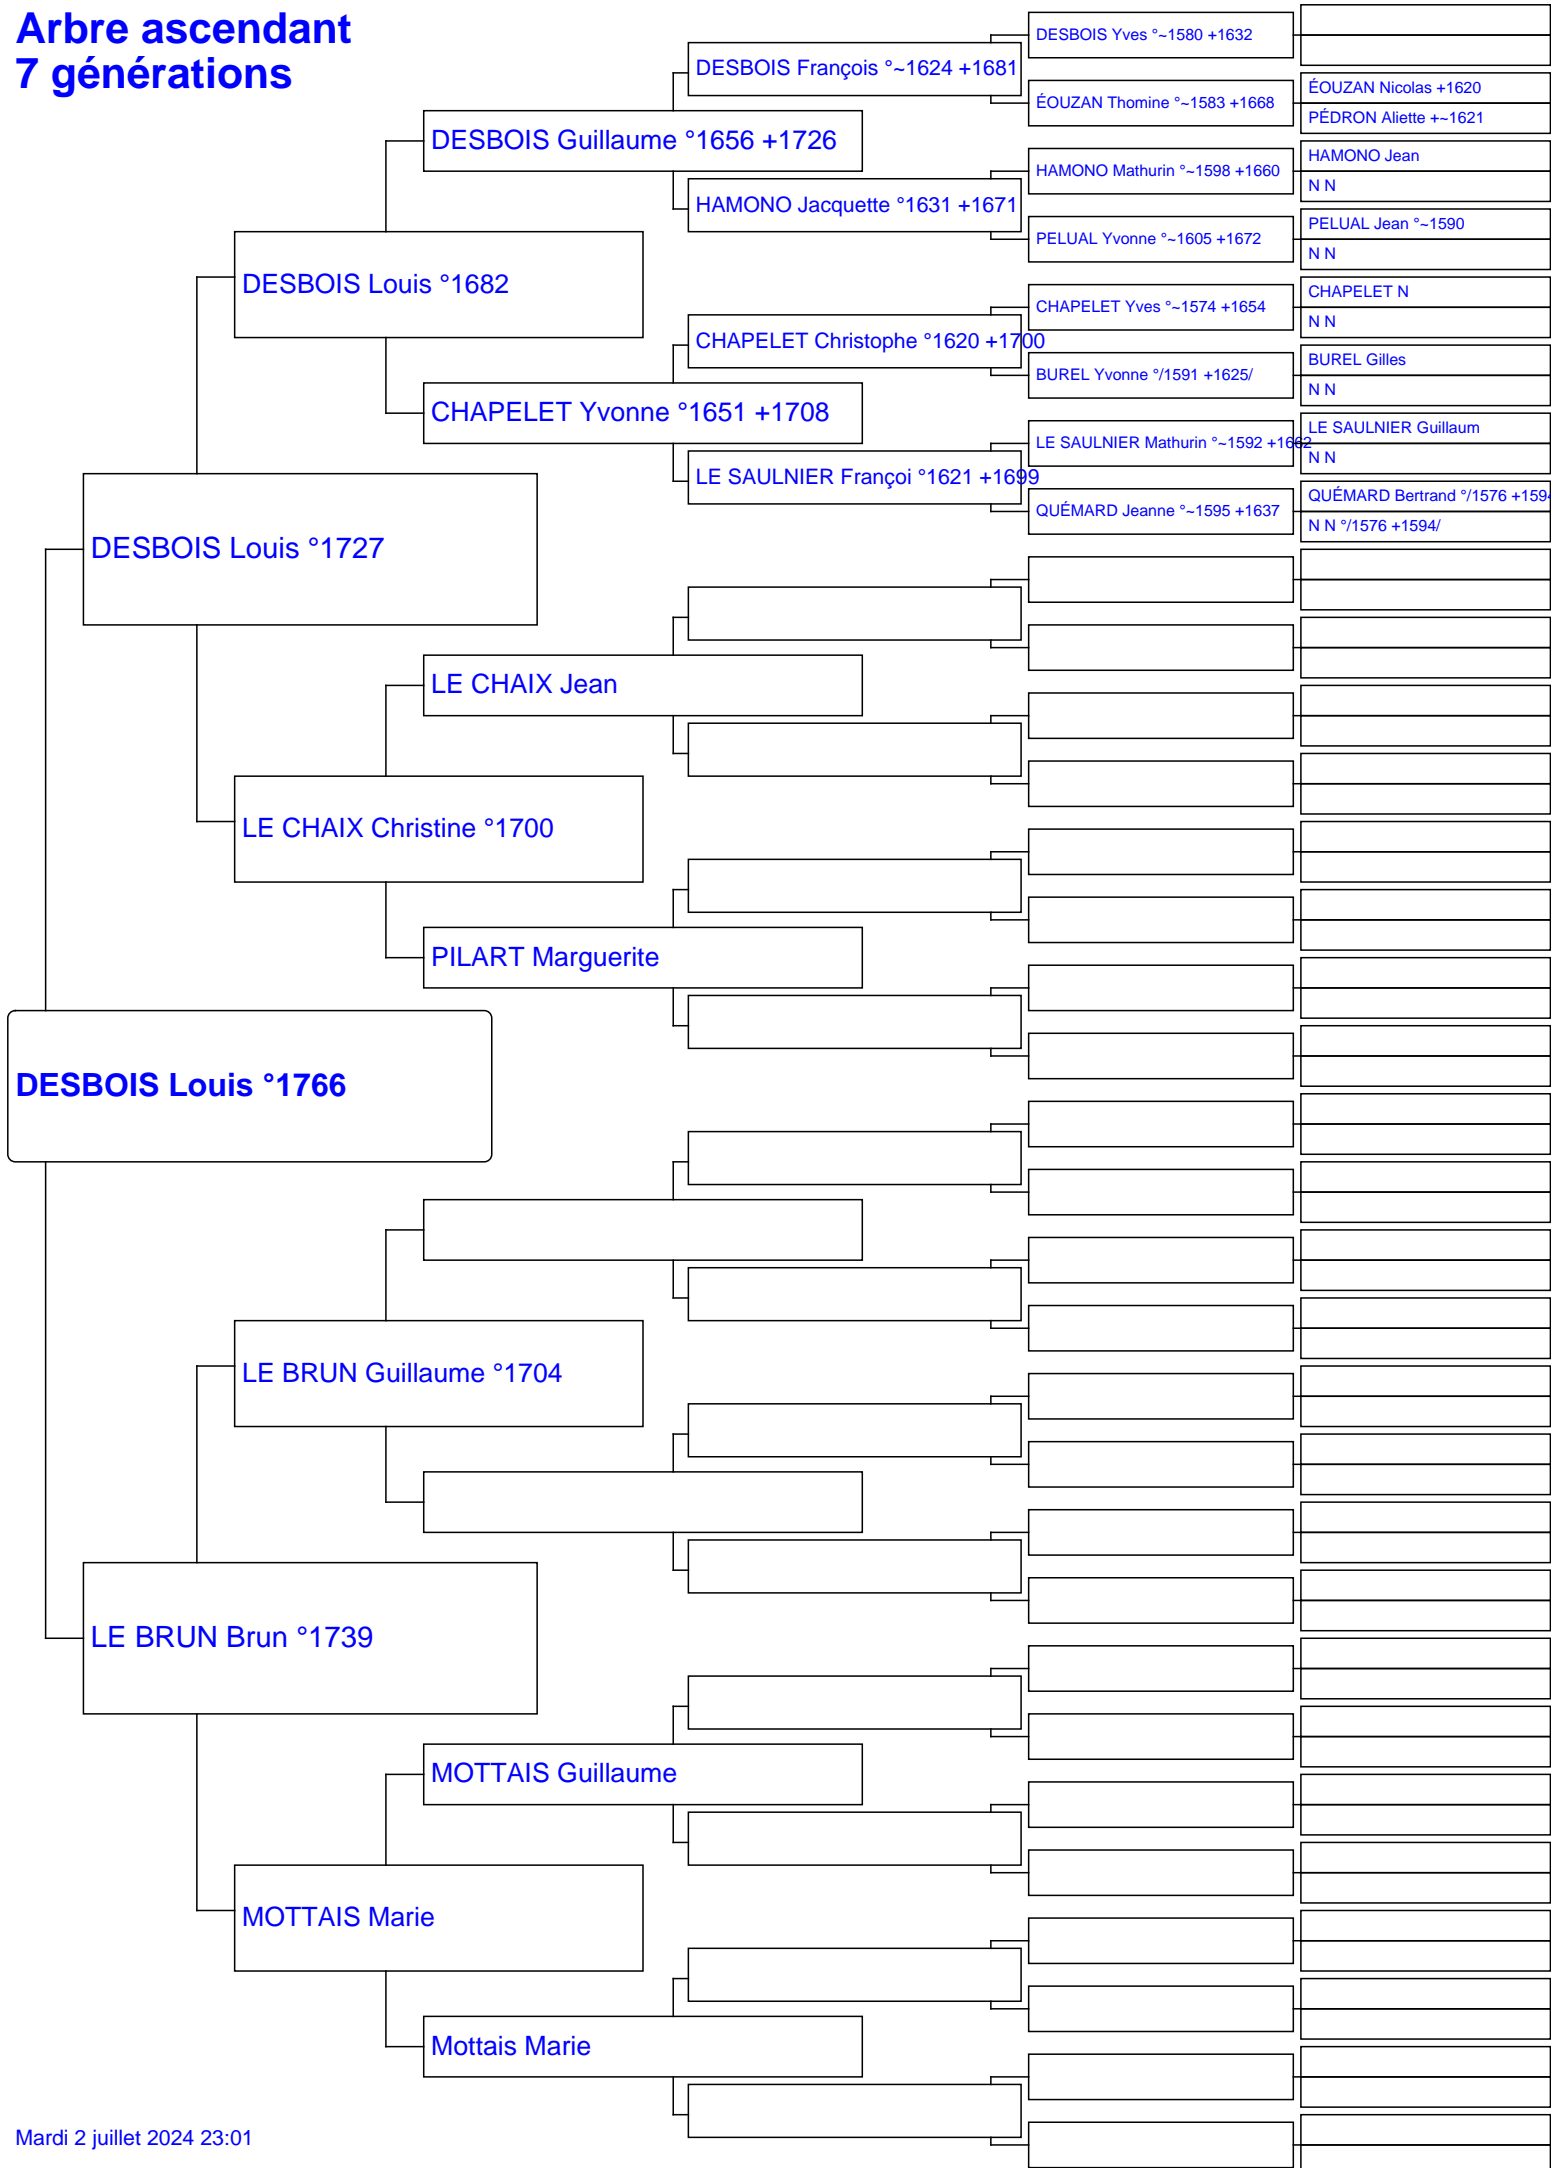 Arbre ascendant
7 générations
DESBOIS Yves °~1580 +1632
DESBOIS François °~1624 +1681
ÉOUZAN Nicolas +1620
ÉOUZAN Thomine °~1583 +1668
PÉDRON Aliette +~1621
DESBOIS Guillaume °1656 +1726
HAMONO Jean
HAMONO Mathurin °~1598 +1660
N N
HAMONO Jacquette °1631 +1671
PELUAL Jean °~1590
PELUAL Yvonne °~1605 +1672
N N
DESBOIS Louis °1682
CHAPELET N
CHAPELET Yves °~1574 +1654
N N
CHAPELET Christophe °1620 +1700
BUREL Gilles
BUREL Yvonne °/1591 +1625/
N N
CHAPELET Yvonne °1651 +1708
LE SAULNIER Guillaum
LE SAULNIER Mathurin °~1592 +1662
N N
LE SAULNIER Françoi °1621 +1699
QUÉMARD Bertrand °/1576 +1594
QUÉMARD Jeanne °~1595 +1637
N N °/1576 +1594/
DESBOIS Louis °1727
LE CHAIX Jean
LE CHAIX Christine °1700
PILART Marguerite
DESBOIS Louis °1766
LE BRUN Guillaume °1704
LE BRUN Brun °1739
MOTTAIS Guillaume
MOTTAIS Marie
Mottais Marie
Mardi 2 juillet 2024 23:01